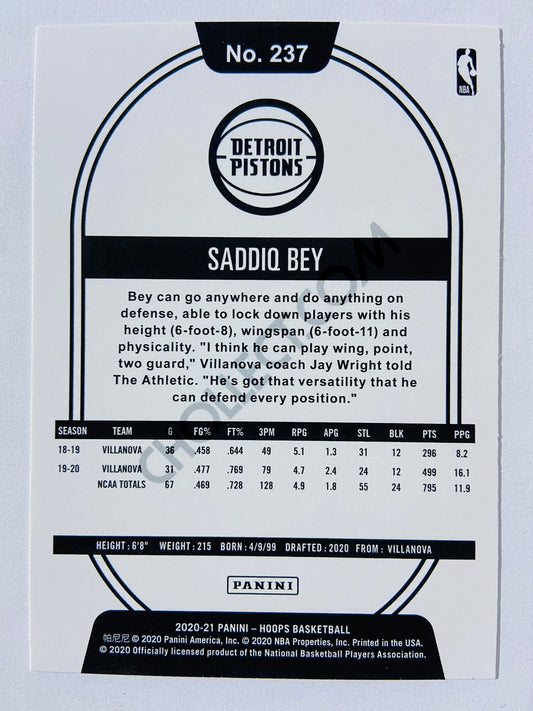 No. 237
NBA
DETROIT
PISTONS
SADDIQ BEY
Bey can go anywhere and do anything on
defense, able to lock down players with his
height (6-foot-8), wingspan (6-foot-11) and
physicality. "I think he can play wing, point,
two guard," Villanova coach Jay Wright told
The Athletic. "He's got that versatility that he
can defend every position."
CHOLLECT.COM
SEASON TEAM G FG% FT% 3PM RPG APG STL BLK PTS PPG
18-19 VILLANOVA 36 .458 .644 49 5.1 1.3 31 12 296 8.2
19-20 VILLANOVA 31 .477 .769 79 4.7 2.4 24 12 499 16.1
NCAA TOTALS 67 .469 .728 128 4.9 1.8 55 24 795 11.9
HEIGHT: 6'8" WEIGHT: 215 BORN: 4/9/99 DRAFTED: 2020 FROM: VILLANOVA
PANINI
2020-21 PANINI – HOOPS BASKETBALL
帕尼尼 © 2020 Panini America, Inc. © 2020 NBA Properties, Inc. Printed in the USA.
© 2020 Officially licensed product of the National Basketball Players Association.